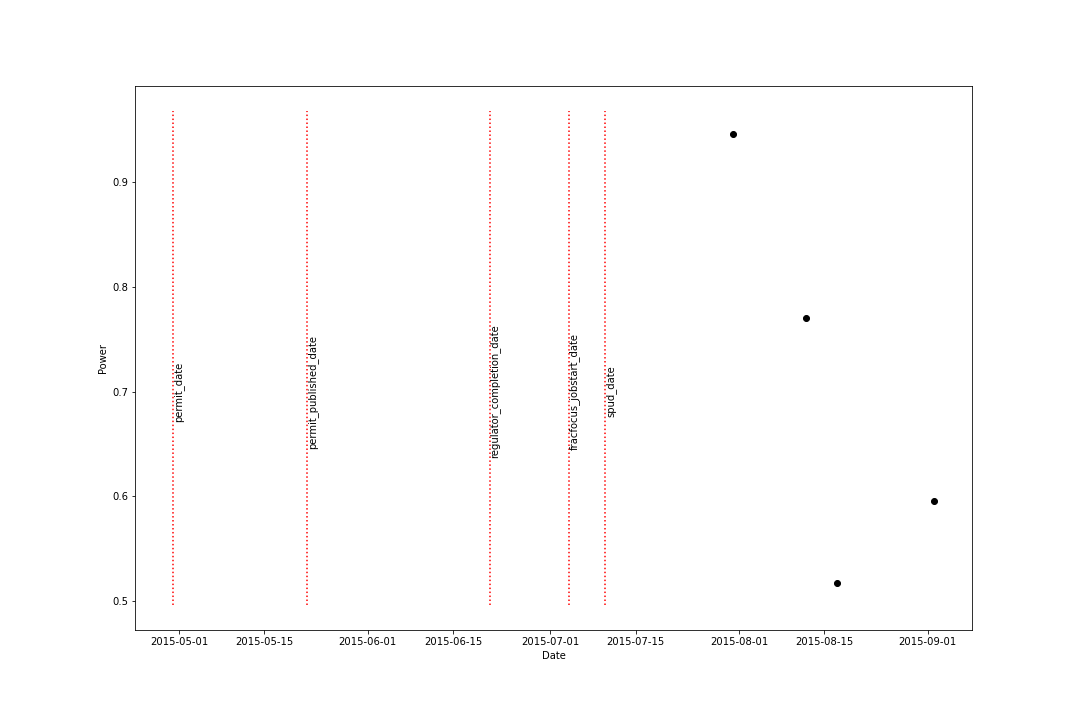 0.9
0.8
0.7
0.6
0.5
Power
permit_date
permit_published_date
regulator_completion_date
fracfocus_jobstart_date
spud_date
2015-05-01
2015-05-15
2015-06-01
2015-06-15
2015-07-01
2015-07-15
2015-08-01
2015-08-15
2015-09-01
Date